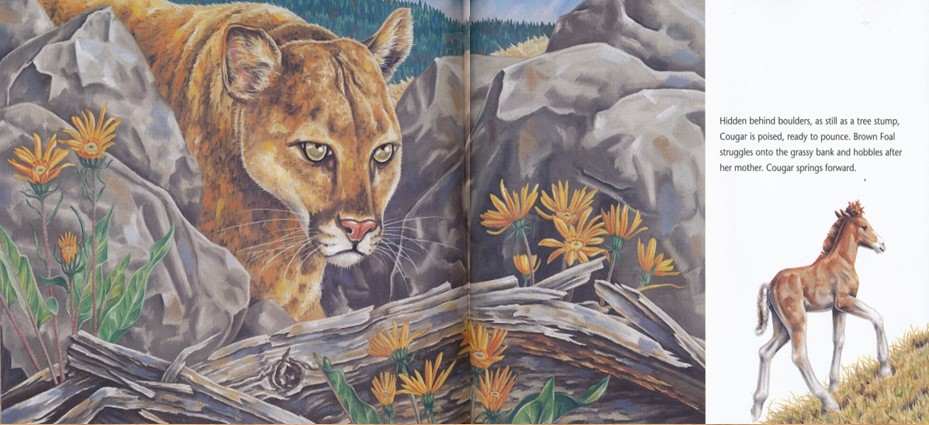 Hidden behind boulders, as still as a tree stump,
Cougar is poised, ready to pounce. Brown Foal
struggles onto the grassy bank and hobbles after
her mother. Cougar springs forward.